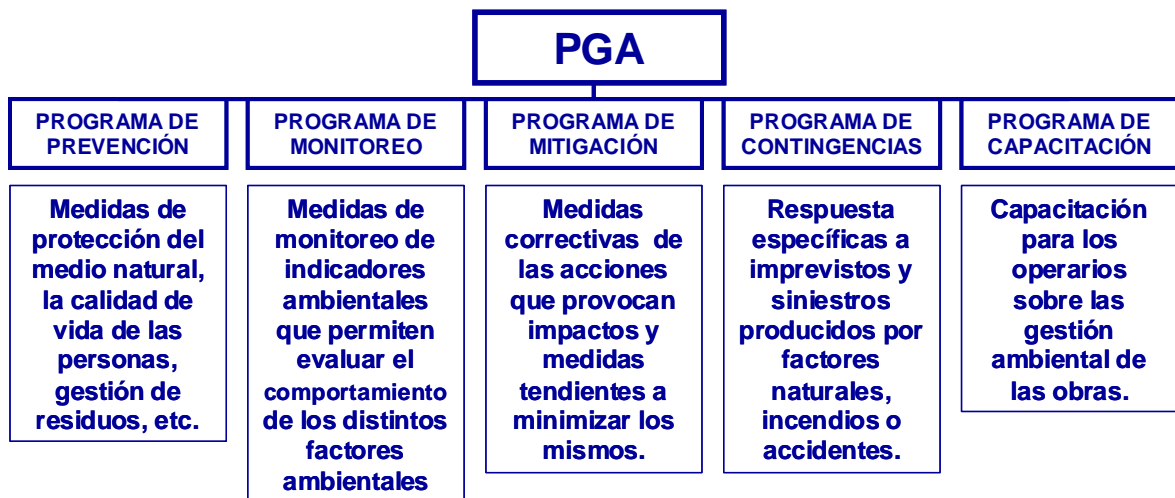 PGA
PROGRAMA DE
PREVENCIÓN
PROGRAMA DE
MONITOREO
PROGRAMA DE
MITIGACIÓN
PROGRAMA DE
CONTINGENCIAS
PROGRAMA DE
CAPACITACIÓN
Medidas de
protección del
medio natural,
la calidad de
vida de las
personas,
gestión de
residuos, etc.
Medidas de
monitoreo de
indicadores
ambientales
que permiten
evaluar el
comportamiento
de los distintos
factores
ambientales
Medidas
correctivas de
las acciones
que provocan
impactos y
medidas
tendientes a
minimizar los
mismos.
Respuesta
específicas a
imprevistos y
siniestros
producidos por
factores
naturales,
incendios o
accidentes.
Capacitación
para los
operarios
sobre las
gestión
ambiental de
las obras.